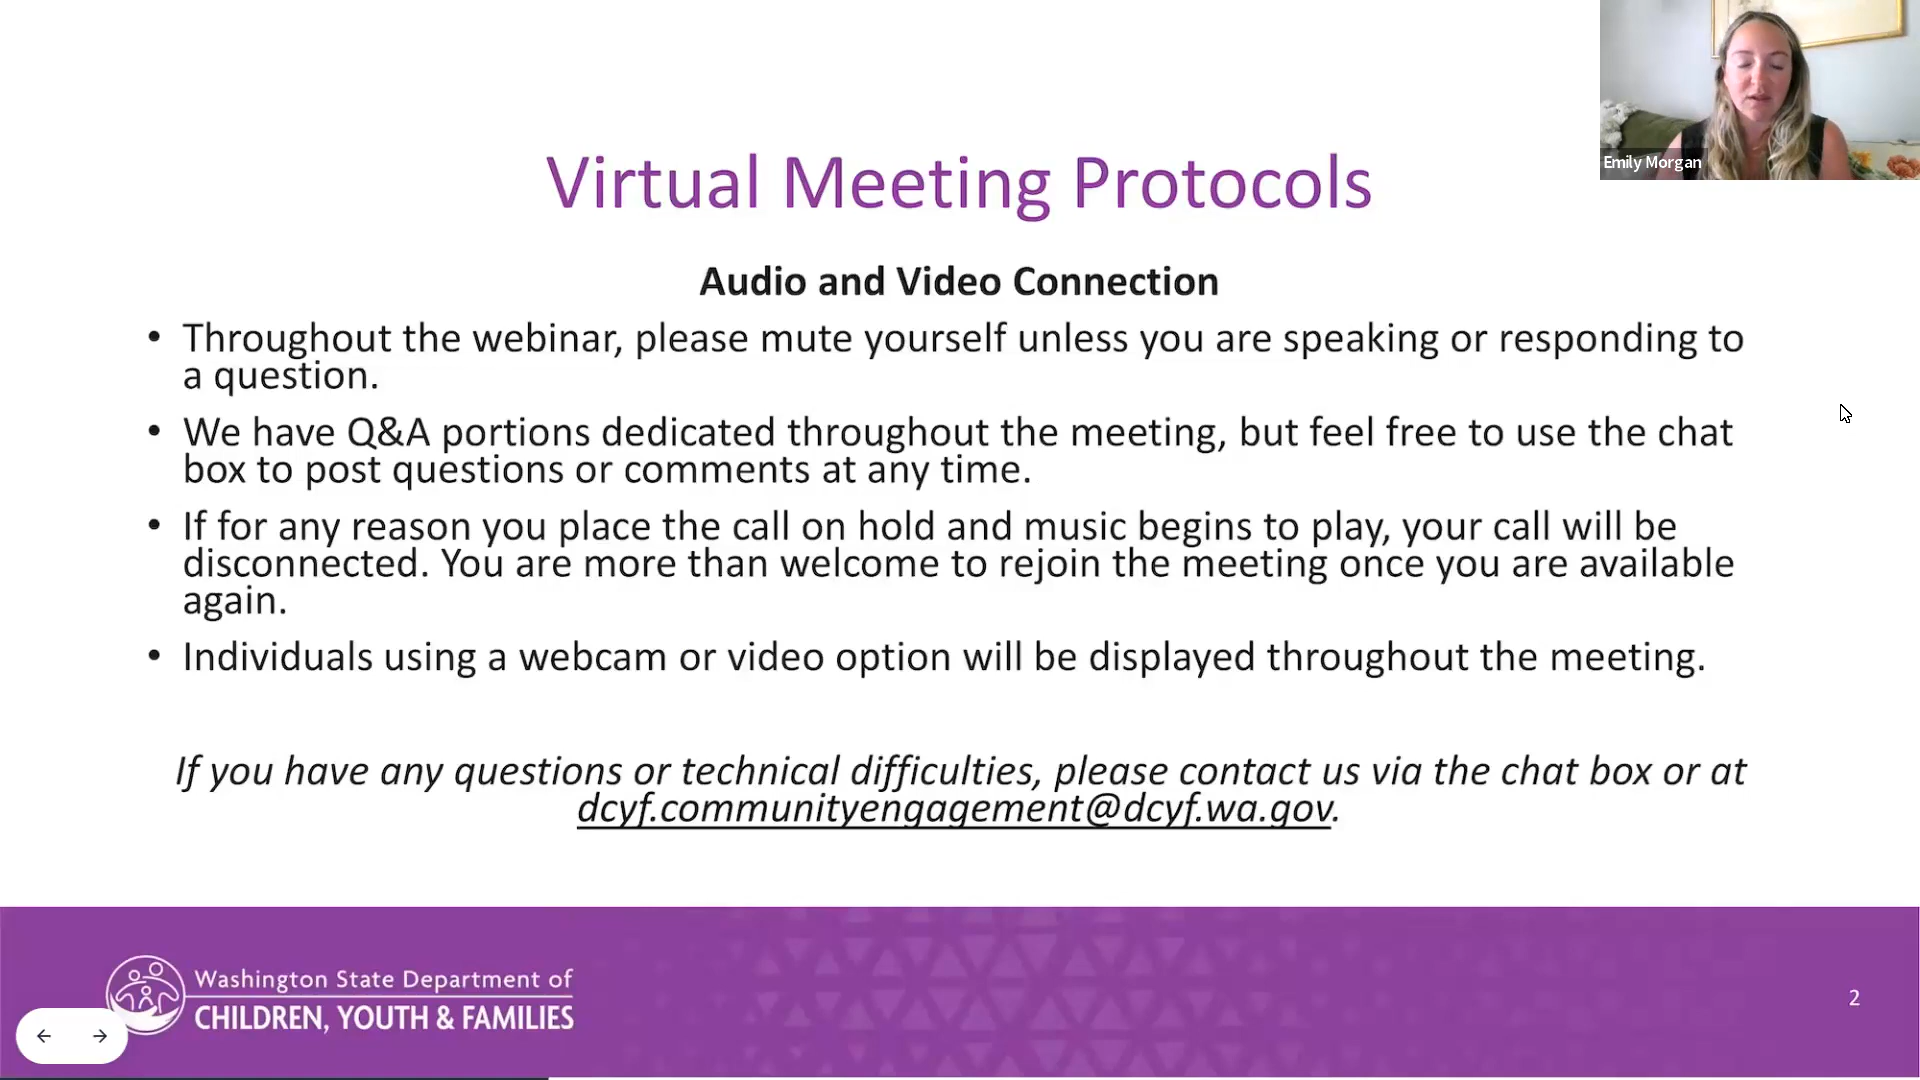 Emily Morgan
Virtual Meeting Protocols
Audio and Video Connection
• Throughout the webinar, please mute yourself unless you are speaking or responding to
a question.
• We have Q&A portions dedicated throughout the meeting, but feel free to use the chat
box to post questions or comments at any time.
• If for any reason you place the call on hold and music begins to play, your call will be
disconnected. You are more than welcome to rejoin the meeting once you are available
again.
• Individuals using a webcam or video option will be displayed throughout the meeting.
If you have any questions or technical difficulties, please contact us via the chat box or at
dcyf.communityengagement@dcyf.wa.gov.
Washington State Department of
CHILDREN, YOUTH & FAMILIES
2